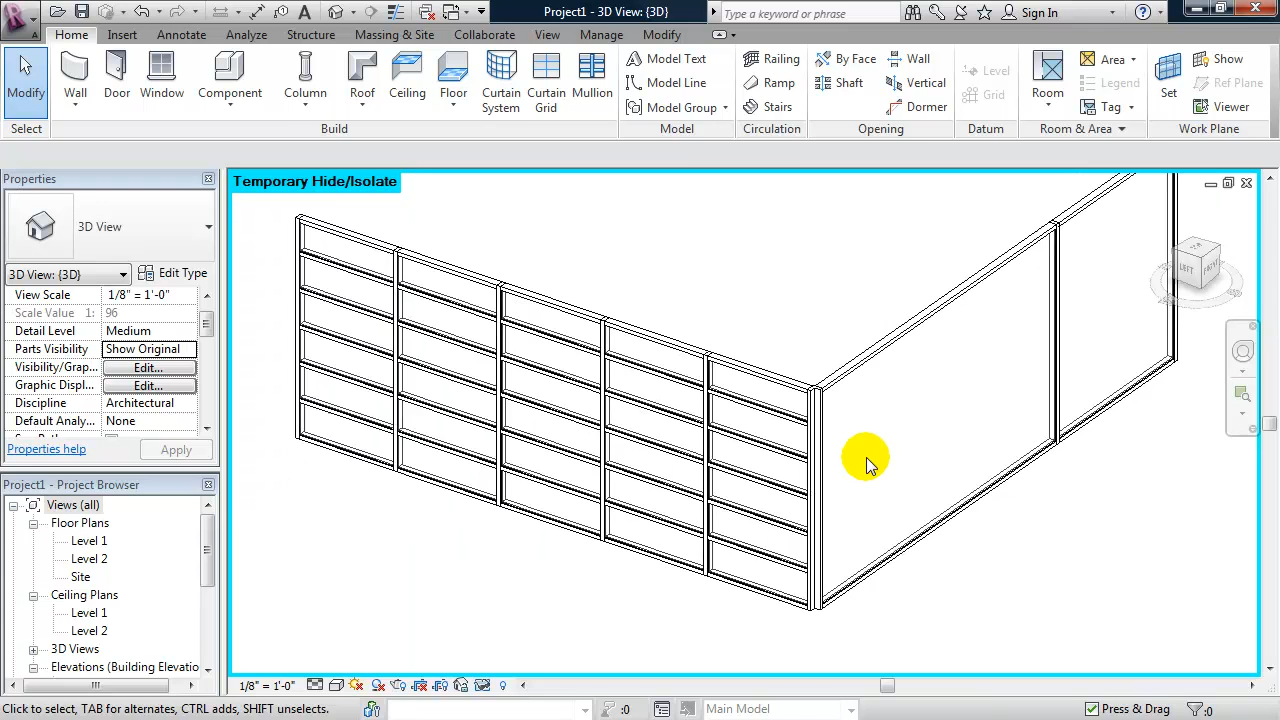 Project1 - 3D View: {3D}
Type a keyword or phrase
Sign In
Home
Insert
Annotate
Analyze
Structure
Massing & Site
Collaborate
View
Manage
Modify
Modify
Wall
Door
Window
Component
Column
Roof
Ceiling
Floor
Curtain System
Curtain Grid
Mullion
Model Text
Model Line
Model Group
Railing
Ramp
Stairs
By Face
Shaft
Wall
Vertical
Dormer
Level
Grid
Room
Area
Legend
Tag
Set
Show
Ref Plane
Viewer
Select
Build
Model
Circulation
Opening
Datum
Room & Area
Work Plane
Properties
3D View
3D View: {3D}
Edit Type
View Scale 1/8" = 1'-0"
Scale Value 1: 96
Detail Level Medium
Parts Visibility Show Original
Visibility/Grap... Edit...
Graphic Displ... Edit...
Discipline Architectural
Default Analy... None
Properties help
Apply
Project1 - Project Browser
Views (all)
Floor Plans
Level 1
Level 2
Site
Ceiling Plans
Level 1
Level 2
3D Views
Elevations (Building Elevatio
Temporary Hide/Isolate
LEFT
FRONT
1/8" = 1'-0"
Click to select, TAB for alternates, CTRL adds, SHIFT unselects.
:0
Main Model
Press & Drag
:0